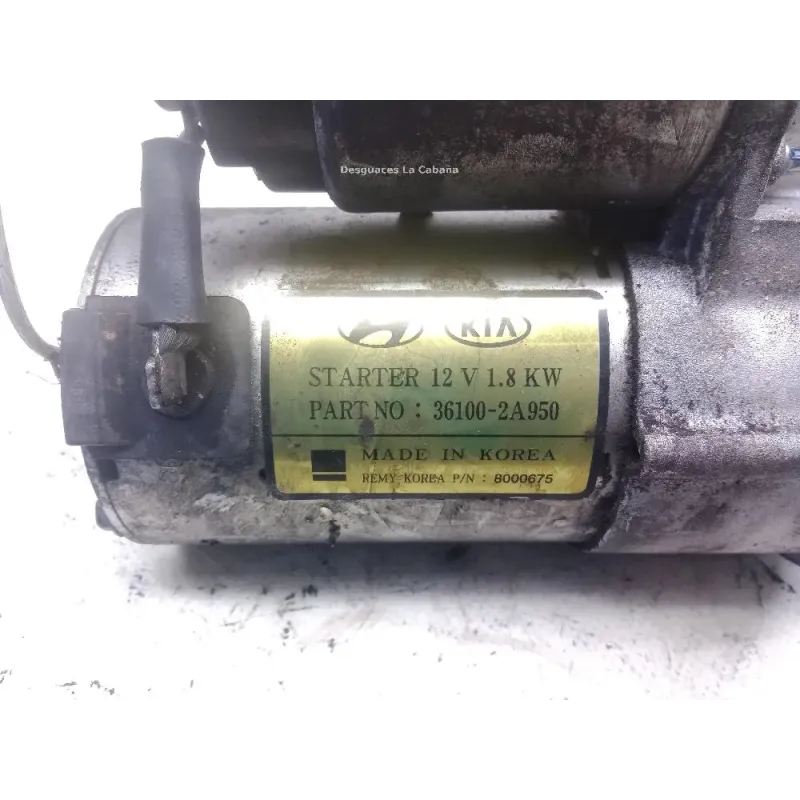 Desguaces La Cabana
KIA
STARTER 12 V 1.8 KW
PART NO : 36100-2A950
MADE IN KOREA
REMY KOREA P/N : 8000675